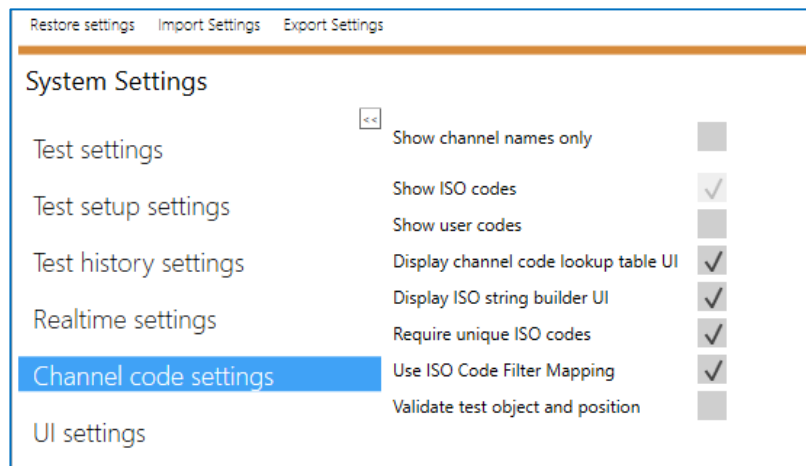 Restore settings Import Settings Export Settings
System Settings
<<
Test settings
Test setup settings
Test history settings
Realtime settings
Channel code settings
UI settings
Show channel names only
Show ISO codes
Show user codes
Display channel code lookup table UI
Display ISO string builder UI
Require unique ISO codes
Use ISO Code Filter Mapping
Validate test object and position